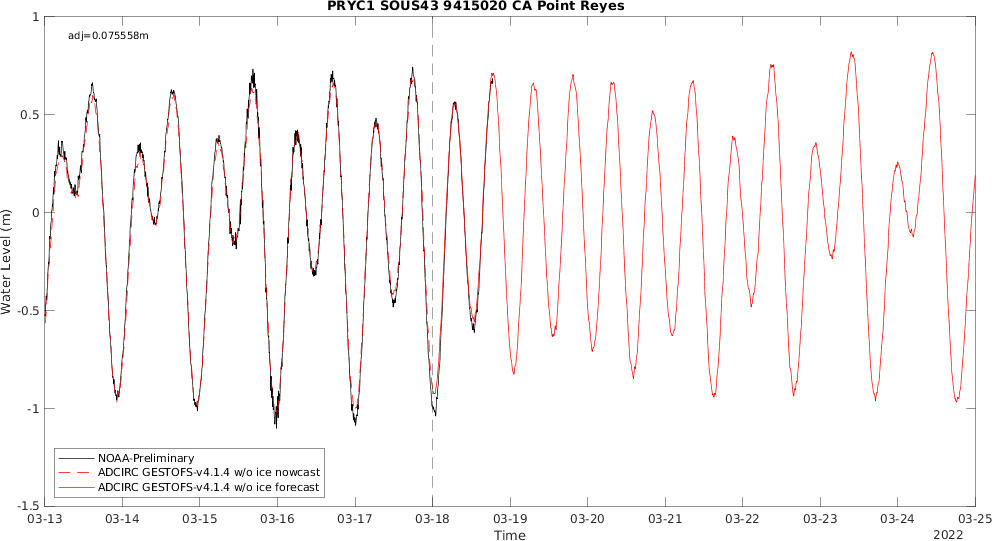 PRYC1 SOUS43 9415020 CA Point Reyes
adj=0.075558m
1
0.5
0
-0.5
-1
-1.5
Water Level (m)
NOAA-Preliminary
ADCIRC GESTOFS-v4.1.4 w/o ice nowcast
ADCIRC GESTOFS-v4.1.4 w/o ice forecast
03-13 03-14 03-15 03-16 03-17 03-18 03-19 03-20 03-21 03-22 03-23 03-24 03-25
Time
2022